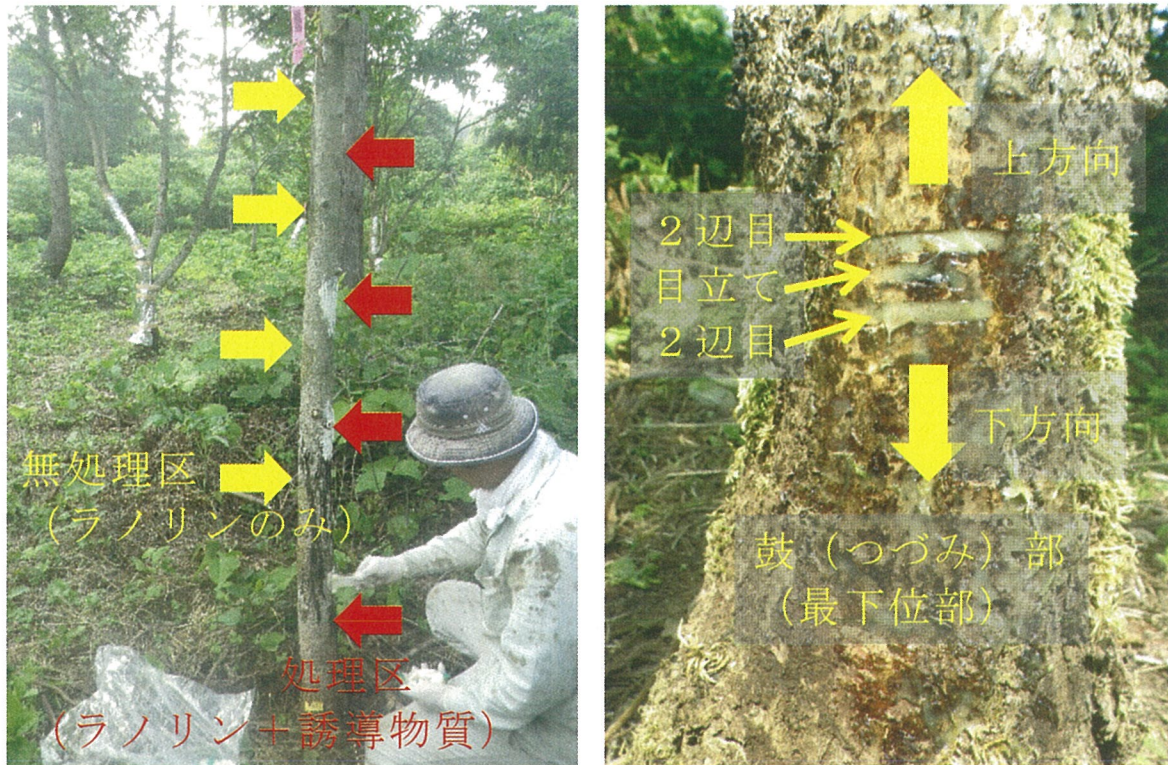 無処理区
（ラノリンのみ）
処理区
（ラノリン＋誘導物質）
上方向
２辺目
目立て
２辺目
下方向
鼓（つづみ）部
（最下位部）